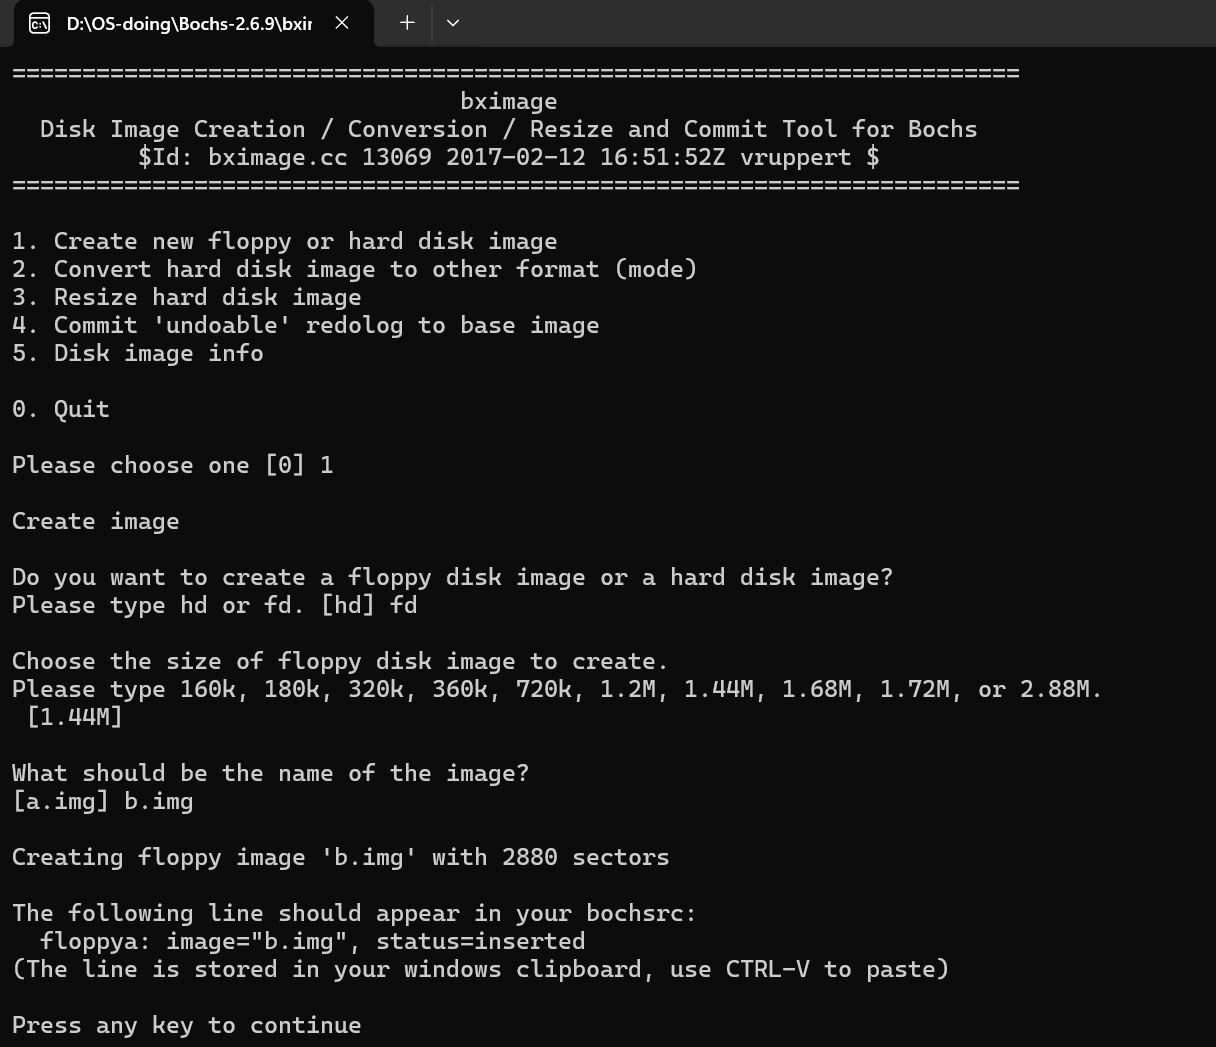 D:\OS-doing\Bochs-2.6.9\bxir
========================================================================
bximage
Disk Image Creation / Conversion / Resize and Commit Tool for Bochs
$Id: bximage.cc 13069 2017-02-12 16:51:52Z vruppert $
========================================================================
1. Create new floppy or hard disk image
2. Convert hard disk image to other format (mode)
3. Resize hard disk image
4. Commit 'undoable' redolog to base image
5. Disk image info
0. Quit
Please choose one [0] 1
Create image
Do you want to create a floppy disk image or a hard disk image?
Please type hd or fd. [hd] fd
Choose the size of floppy disk image to create.
Please type 160k, 180k, 320k, 360k, 720k, 1.2M, 1.44M, 1.68M, 1.72M, or 2.88M.
[1.44M]
What should be the name of the image?
[a.img] b.img
Creating floppy image 'b.img' with 2880 sectors
The following line should appear in your bochsrc:
floppya: image="b.img", status=inserted
(The line is stored in your windows clipboard, use CTRL-V to paste)
Press any key to continue